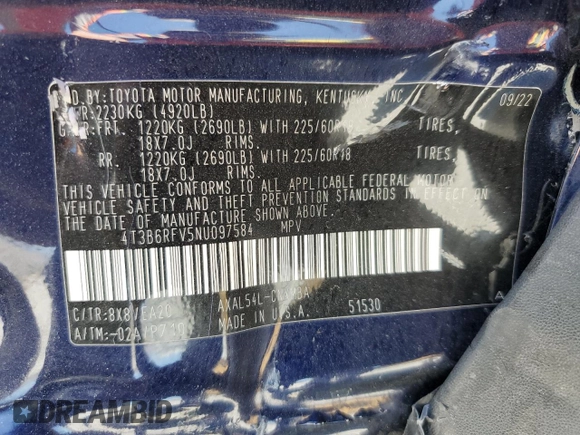 MFD.BY:TOYOTA MOTOR MANUFACTURING, KENTUCKY, INC. 09/22
GVWR:2230KG (4920LB)
GAWR:FRT. 1220KG (2690LB) WITH 225/60R18 TIRES,
18X7.0J RIMS.
RR. 1220KG (2690LB) WITH 225/60R18 TIRES,
18X7.0J RIMS.
THIS VEHICLE CONFORMS TO ALL APPLICABLE FEDERAL MOTOR
VEHICLE SAFETY AND THEFT PREVENTION STANDARDS IN EFFECT ON
THE DATE OF MANUFACTURE SHOWN ABOVE.
4T3B6RFV5NU097584 MPV
C/TR:8X8/EA20 AXAL54L-
A/TM:-02A/ MADE IN U.S.A. 51530
DREAMBID